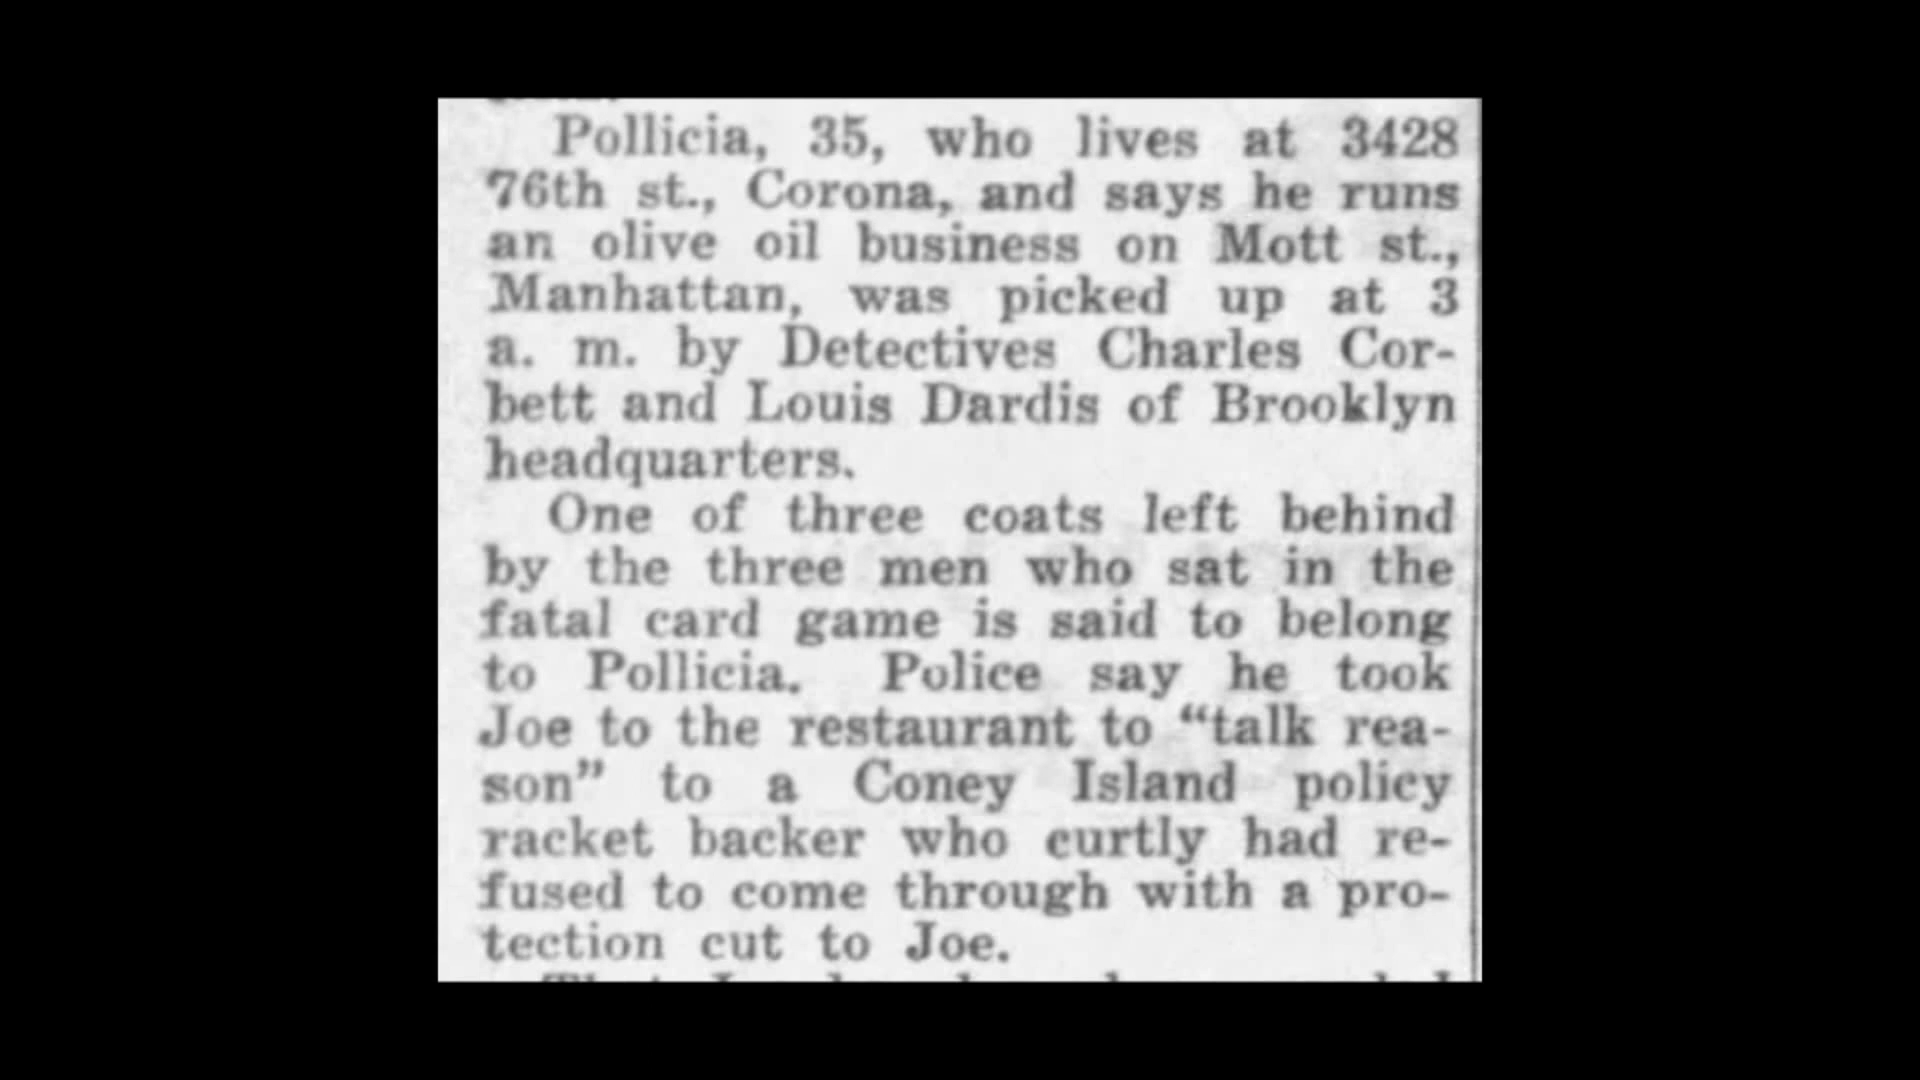 Pollicia, 35, who lives at 3428
76th st., Corona, and says he runs
an olive oil business on Mott st.,
Manhattan, was picked up at 3
a. m. by Detectives Charles Cor-
bett and Louis Dardis of Brooklyn
headquarters.
One of three coats left behind
by the three men who sat in the
fatal card game is said to belong
to Pollicia. Police say he took
Joe to the restaurant to “talk rea-
son” to a Coney Island policy
racket backer who curtly had re-
fused to come through with a pro-
tection cut to Joe.